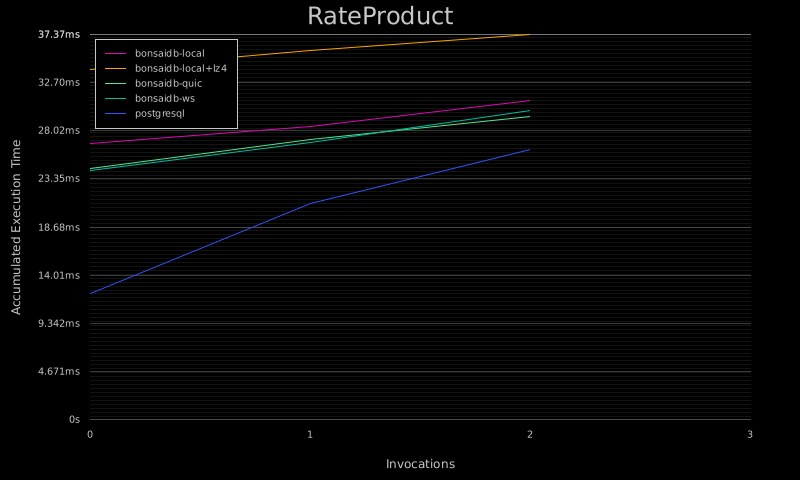 RateProduct
37.37ms
32.70ms
28.02ms
23.35ms
18.68ms
14.01ms
9.342ms
4.671ms
0s
bonsaidb-local
bonsaidb-local+lz4
bonsaidb-quic
bonsaidb-ws
postgresql
Accumulated Execution Time
0 1 2 3
Invocations